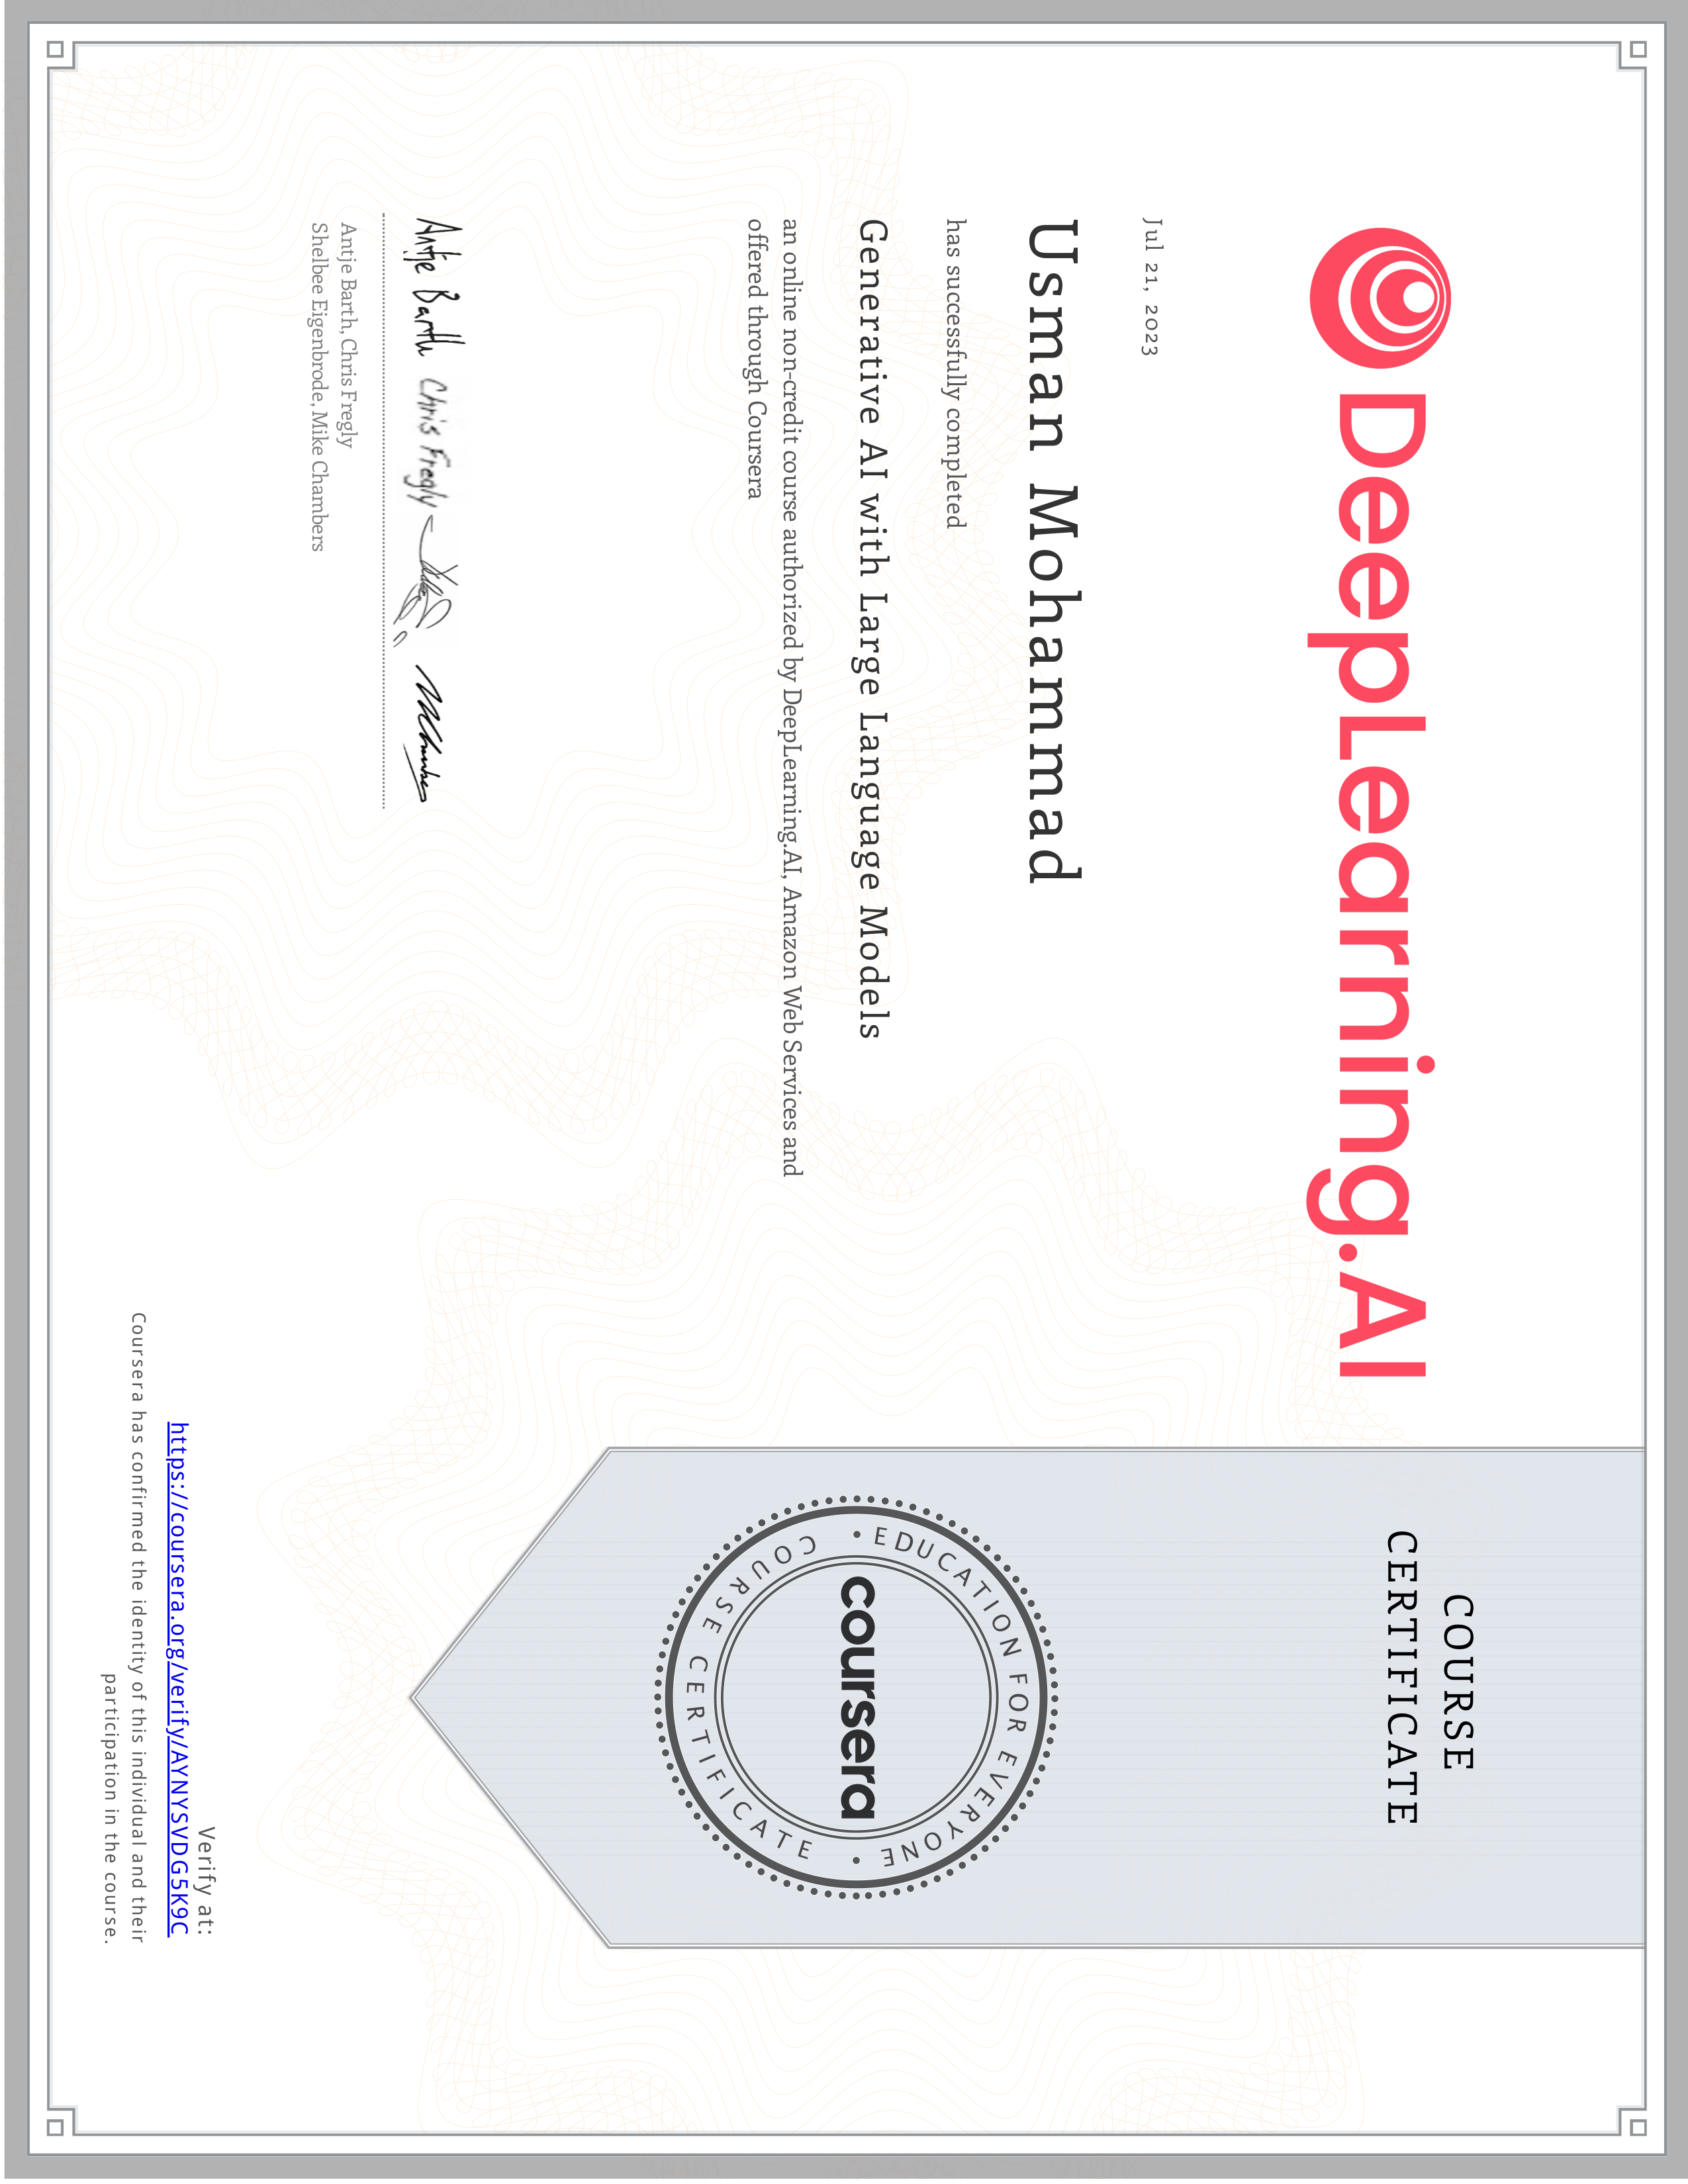 DeepLearning.AI
COURSE
CERTIFICATE
Jul 21, 2023
Usman Mohammad
has successfully completed
Generative AI with Large Language Models
an online non-credit course authorized by DeepLearning.AI, Amazon Web Services and
offered through Coursera
EDUCATION FOR EVERYONE
coursera
COURSE CERTIFICATE
Antje Barth Chris Fregly
Antje Barth, Chris Fregly
Shelbee Eigenbrode, Mike Chambers
Verify at:
https://coursera.org/verify/AYNYSVDG5K9C
Coursera has confirmed the identity of this individual and their
participation in the course.